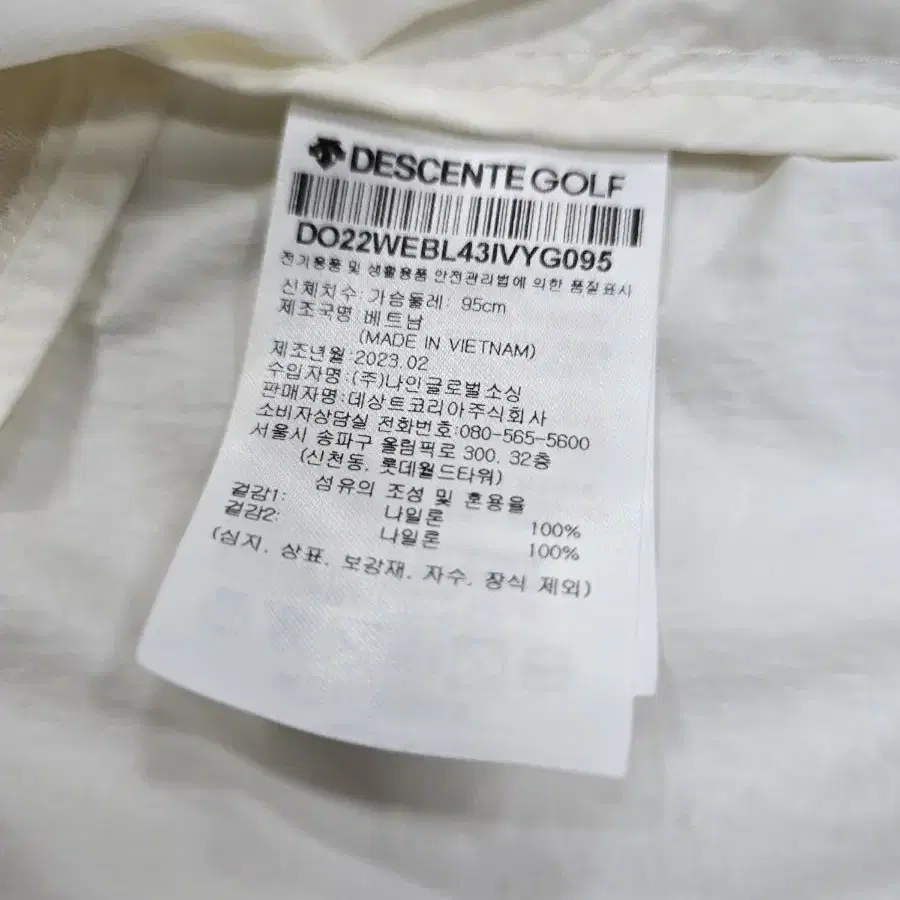 DESCENTE GOLF
DO22WEBL43IVYG095
전기용품 및 생활용품 안전관리법에 의한 품질표시
신체치수: 가슴둘레: 95cm
제조국명: 베트남
(MADE IN VIETNAM)
제조년월:2023.02
수입자명:(주)나인글로벌소싱
판매자명:데상트코리아주식회사
소비자상담실 전화번호:080-565-5600
서울시 송파구 올림픽로 300, 32층
(신천동, 롯데월드타워)
섬유의 조성 및 혼용율
겉감1: 나일론 100%
겉감2: 나일론 100%
(심지, 상표, 보강재, 자수, 장식 제외)